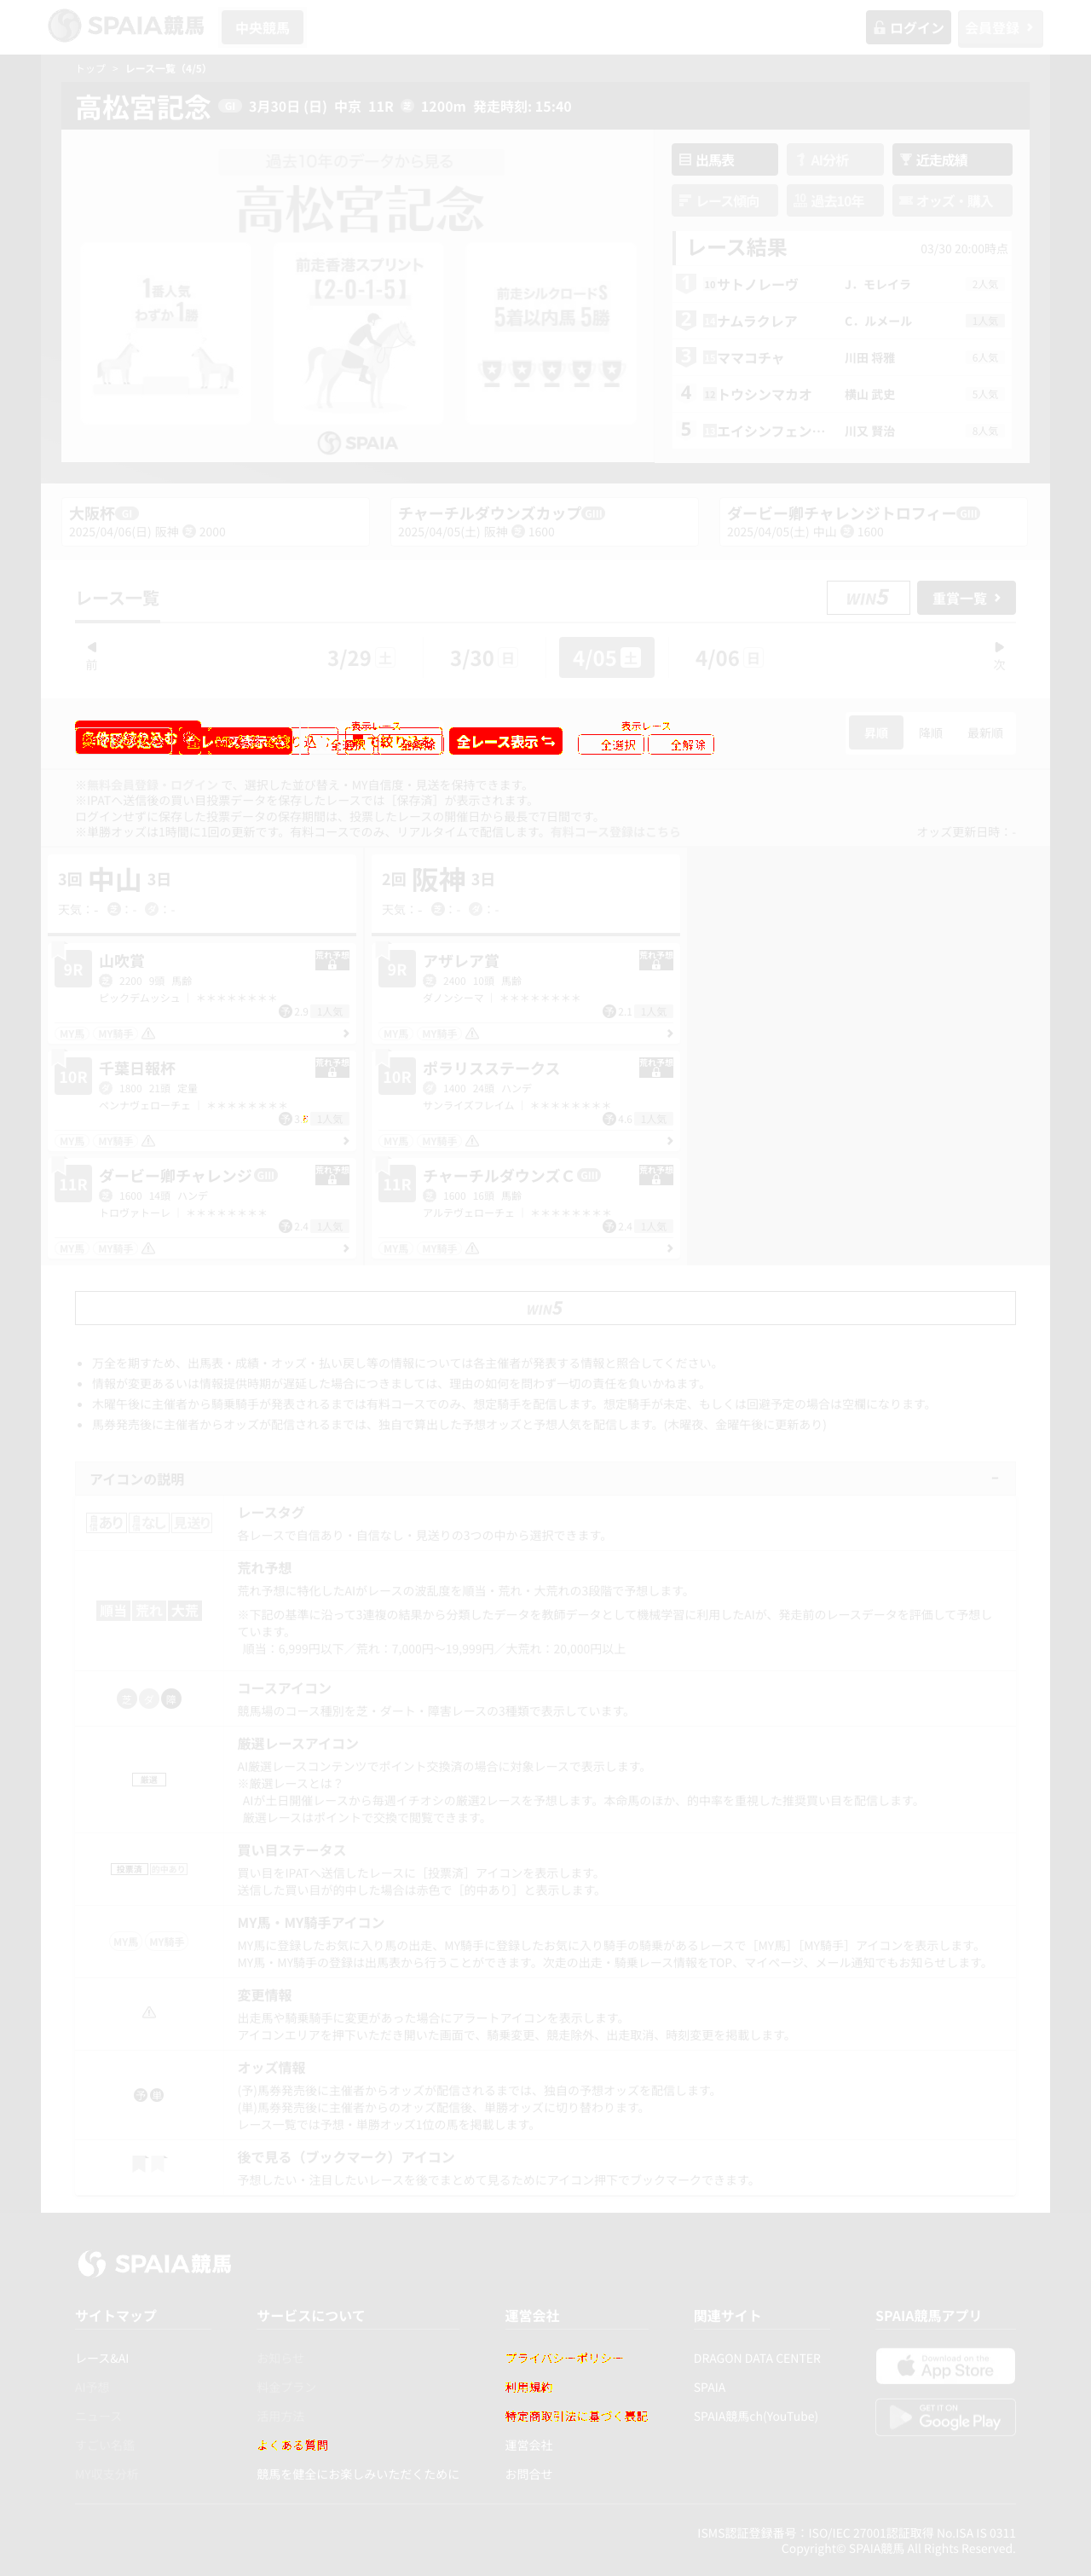 SPAIA競馬 中央競馬 ログイン 会員登録
トップ > レース一覧（4/5）
高松宮記念 GI 3月30日 (日) 中京 11R 芝 1200m 発走時刻: 15:40
過去10年のデータから見る
高松宮記念
1番人気
わずか1勝
前走香港スプリント
【2-0-1-5】
前走シルクロードS
5着以内馬 5勝
SPAIA
出馬表 AI分析 近走成績
レース傾向 過去10年 オッズ・購入
レース結果 03/30 20:00時点
1 10 サトノレーヴ J. モレイラ 2人気
2 ナムラクレア C. ルメール 1人気
3 ママコチャ 川田 将雅 6人気
4 12 トウシンマカオ 横山 武史 5人気
5 エイシンフェン… 川又 賢治 8人気
大阪杯 GI
2025/04/06(日) 阪神 芝 2000
チャーチルダウンズカップ GIII
2025/04/05(土) 阪神 芝 1600
ダービー卿チャレンジトロフィー GIII
2025/04/05(土) 中山 芝 1600
レース一覧 WIN5 重賞一覧
前 3/29 土 3/30 日 4/05 土 4/06 日 次
表示レース 表示レース
全レース表示 全選択 全解除
昇順 降順 最新順
※無料会員登録・ログイン で、選択した並び替え・MY自信度・見送を保持できます。
※IPATへ送信後の買い目投票データを保存したレースでは［保存済］が表示されます。
ログインせずに保存した投票データの保存期間は、投票したレースの開催日から最長で7日間です。
※単勝オッズは1時間に1回の更新です。有料コースでのみ、リアルタイムで配信します。有料コース登録はこちら
オッズ更新日時：-
3回 中山 3日
天気：- 芝：- ダ：-
9R 山吹賞 荒れ予想
芝 2200 9頭 馬齢
ビックデムッシュ ｜ ＊＊＊＊＊＊＊＊
予 2.9 1人気
MY馬 MY騎手
10R 千葉日報杯 荒れ予想
ダ 1800 21頭 定量
ペンナヴェローチェ ｜ ＊＊＊＊＊＊＊＊
予 1人気
MY馬 MY騎手
11R ダービー卿チャレンジ GIII 荒れ予想
芝 1600 14頭 ハンデ
トロヴァトーレ ｜ ＊＊＊＊＊＊＊＊
予 2.4 1人気
MY馬 MY騎手
2回 阪神 3日
天気：- 芝：- ダ：-
9R アザレア賞 荒れ予想
芝 2400 10頭 馬齢
ダノンシーマ ｜ ＊＊＊＊＊＊＊＊
予 2.1 1人気
MY馬 MY騎手
10R ポラリスステークス 荒れ予想
ダ 1400 24頭 ハンデ
サンライズフレイム ｜ ＊＊＊＊＊＊＊＊
予 4.6 1人気
MY馬 MY騎手
11R チャーチルダウンズＣ GIII 荒れ予想
芝 1600 16頭 馬齢
アルテヴェローチェ ｜ ＊＊＊＊＊＊＊＊
予 2.4 1人気
MY馬 MY騎手
WIN5
万全を期すため、出馬表・成績・オッズ・払い戻し等の情報については各主催者が発表する情報と照合してください。
情報が変更あるいは情報提供時期が遅延した場合につきましては、理由の如何を問わず一切の責任を負いかねます。
木曜午後に主催者から騎乗騎手が発表されるまでは有料コースでのみ、想定騎手を配信します。想定騎手が未定、もしくは回避予定の場合は空欄になります。
馬券発売後に主催者からオッズが配信されるまでは、独自で算出した予想オッズと予想人気を配信します。(木曜夜、金曜午後に更新あり)
アイコンの説明
あり なし 見送り
レースタグ
各レースで自信あり・自信なし・見送りの3つの中から選択できます。
順当 荒れ 大荒
荒れ予想
荒れ予想に特化したAIがレースの波乱度を順当・荒れ・大荒れの3段階で予想します。
※下記の基準に沿って3連複の結果から分類したデータを教師データとして機械学習に利用したAIが、発走前のレースデータを評価して予想し
ています。
順当：6,999円以下／荒れ：7,000円～19,999円／大荒れ：20,000円以上
芝 ダ 障
コースアイコン
競馬場のコース種別を芝・ダート・障害レースの3種類で表示しています。
厳選
厳選レースアイコン
AI厳選レースコンテンツでポイント交換済の場合に対象レースで表示します。
※厳選レースとは？
AIが土日開催レースから毎週イチオシの厳選2レースを予想します。本命馬のほか、的中率を重視した推奨買い目を配信します。
厳選レースはポイントで交換で閲覧できます。
投票済 的中あり
買い目ステータス
買い目をIPATへ送信したレースに［投票済］アイコンを表示します。
送信した買い目が的中した場合は赤色で［的中あり］と表示します。
MY馬 MY騎手
MY馬・MY騎手アイコン
MY馬に登録したお気に入り馬の出走、MY騎手に登録したお気に入り騎手の騎乗があるレースで［MY馬］［MY騎手］アイコンを表示します。
MY馬・MY騎手の登録は出馬表から行うことができます。次走の出走・騎乗レース情報をTOP、マイページ、メール通知でもお知らせします。
変更情報
出走馬や騎乗騎手に変更があった場合にアラートアイコンを表示します。
アイコンエリアを押下いただき開いた画面で、騎乗変更、競走除外、出走取消、時刻変更を掲載します。
予 単
オッズ情報
(予)馬券発売後に主催者からオッズが配信されるまでは、独自の予想オッズを配信します。
(単)馬券発売後に主催者からのオッズ配信後、単勝オッズに切り替わります。
レース一覧では予想・単勝オッズ1位の馬を掲載します。
後で見る（ブックマーク）アイコン
予想したい・注目したいレースを後でまとめて見るためにアイコン押下でブックマークできます。
SPAIA競馬
サイトマップ サービスについて 運営会社 関連サイト SPAIA競馬アプリ
レース&AI プライバシーポリシー DRAGON DATA CENTER
Download on the App Store
利用規約 SPAIA
特定商取引法に基づく表記 SPAIA競馬ch(YouTube)
GET IT ON Google Play
よくある質問 運営会社
競馬を健全にお楽しみいただくために お問合せ
ISMS認証登録番号：ISO/IEC 27001認証取得 No.ISA IS 0311
Copyright© SPAIA競馬 All Rights Reserved.